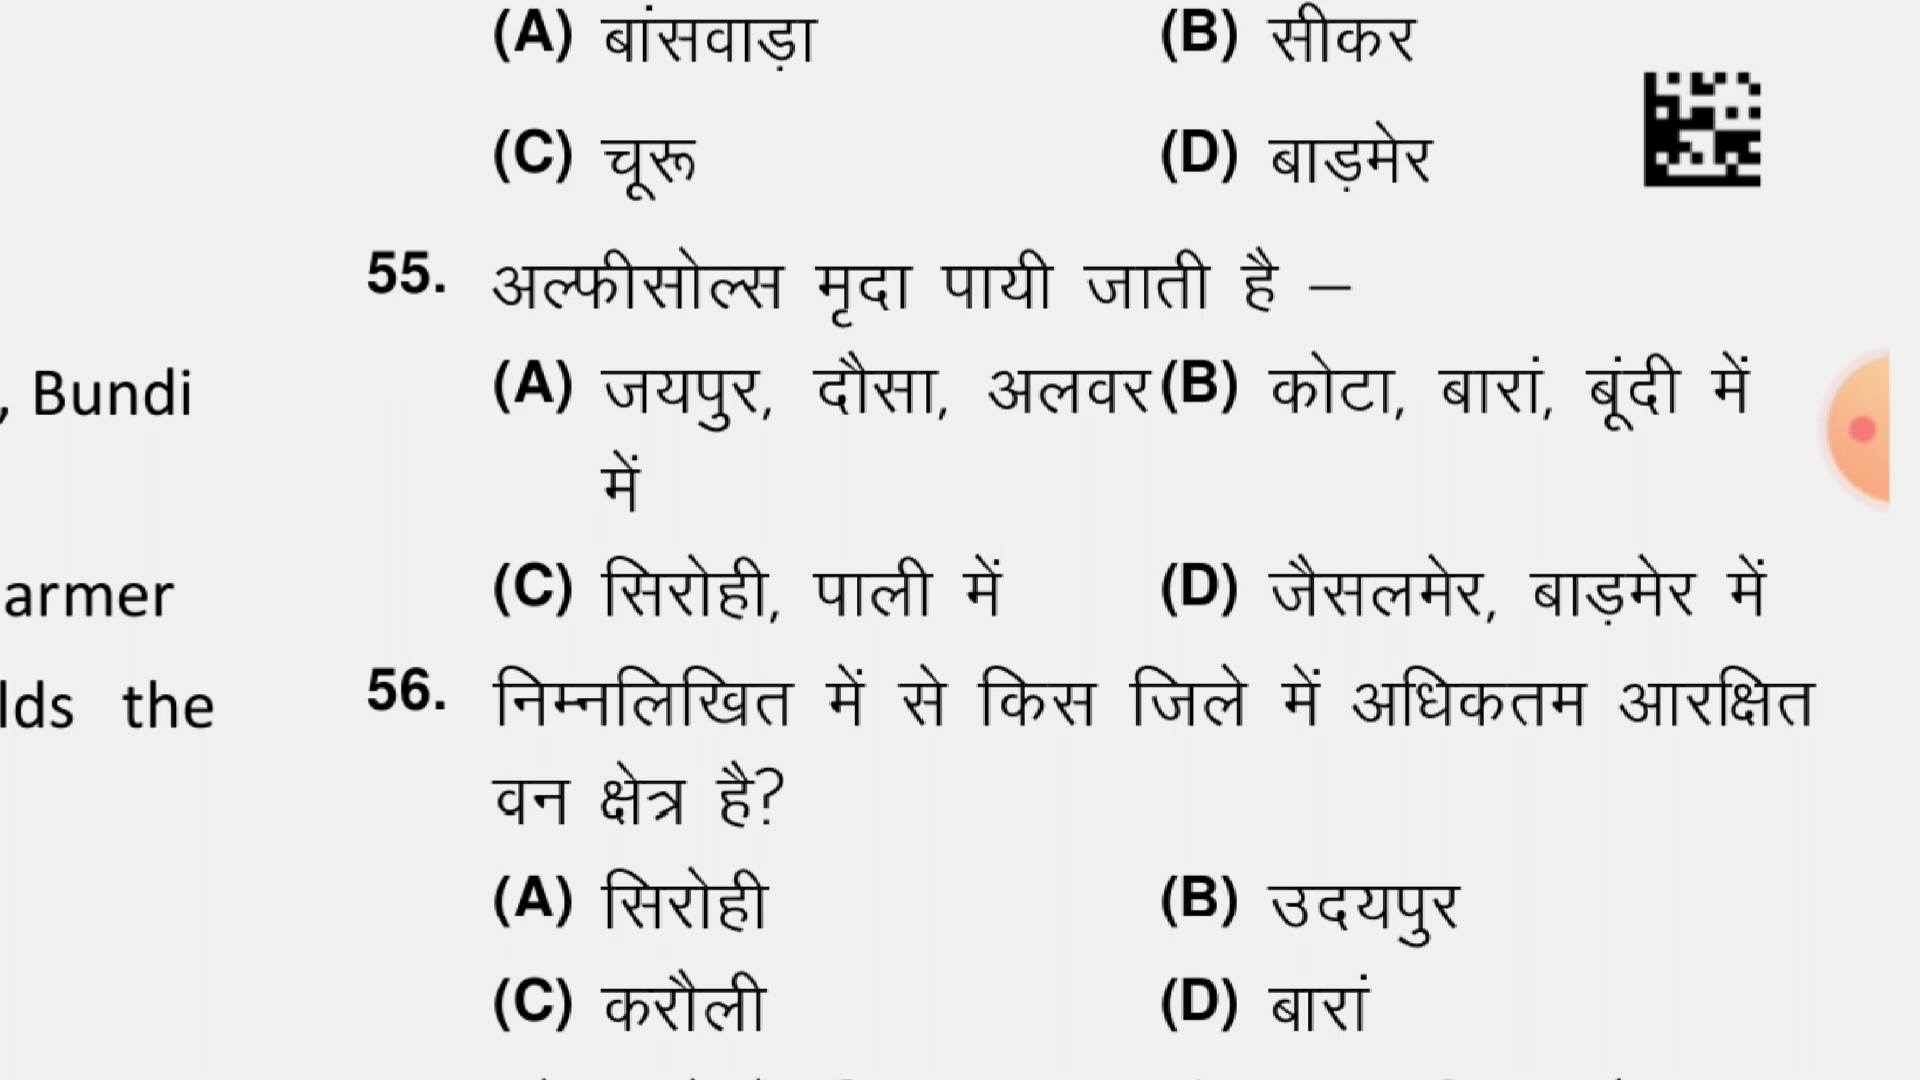 (A) बांसवाड़ा (B) सीकर
(C) चूरू (D) बाड़मेर
55. अल्फीसोल्स मृदा पायी जाती है –
, Bundi (A) जयपुर, दौसा, अलवर (B) कोटा, बारां, बूंदी में
में
armer (C) सिरोही, पाली में (D) जैसलमेर, बाड़मेर में
lds the 56. निम्नलिखित में से किस जिले में अधिकतम आरक्षित
वन क्षेत्र है?
(A) सिरोही (B) उदयपुर
(C) करौली (D) बारां